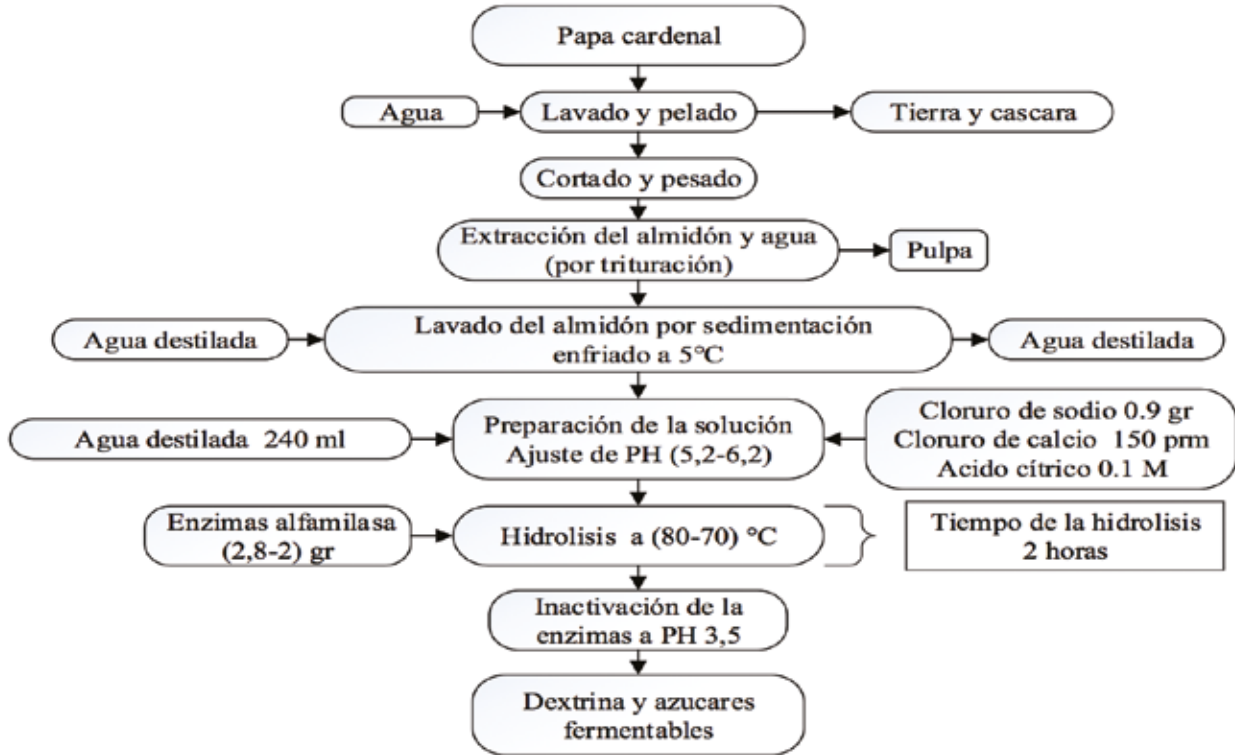 Papa cardenal
Agua
Lavado y pelado
Tierra y cascara
Cortado y pesado
Extracción del almidón y agua
(por trituración)
Pulpa
Agua destilada
Lavado del almidón por sedimentación
enfriado a 5°C
Agua destilada
Agua destilada 240 ml
Preparación de la solución
Ajuste de PH (5,2-6,2)
Cloruro de sodio 0.9 gr
Cloruro de calcio 150 prm
Acido cítrico 0.1 M
Enzimas alfamilasa
(2,8-2) gr
Hidrolisis a (80-70) °C
Tiempo de la hidrolisis
2 horas
Inactivación de la
enzimas a PH 3,5
Dextrina y azucares
fermentables